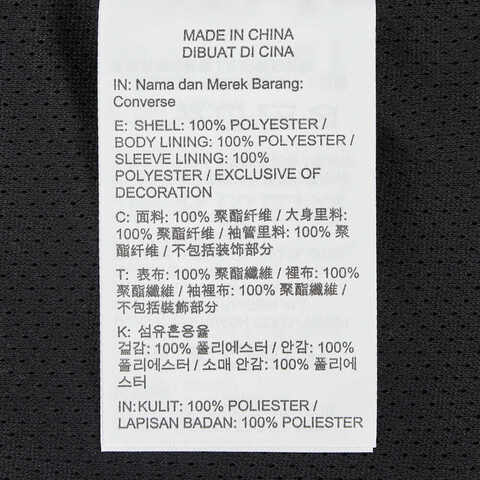 MADE IN CHINA
DIBUAT DI CINA
IN: Nama dan Merek Barang:
Converse
E: SHELL: 100% POLYESTER /
BODY LINING: 100% POLYESTER /
SLEEVE LINING: 100%
POLYESTER / EXCLUSIVE OF
DECORATION
C: 面料: 100% 聚酯纤维 / 大身里料:
100% 聚酯纤维 / 袖管里料: 100% 聚
酯纤维 / 不包括装饰部分
T: 表布: 100% 聚酯纖維 / 裡布: 100%
聚酯纖維 / 袖裡布: 100% 聚酯纖維 /
不包括裝飾部分
K: 섬유혼용율
겉감: 100% 폴리에스터 / 안감: 100%
폴리에스터 / 소매 안감: 100% 폴리에
스터
IN:KULIT: 100% POLIESTER /
LAPISAN BADAN: 100% POLIESTER